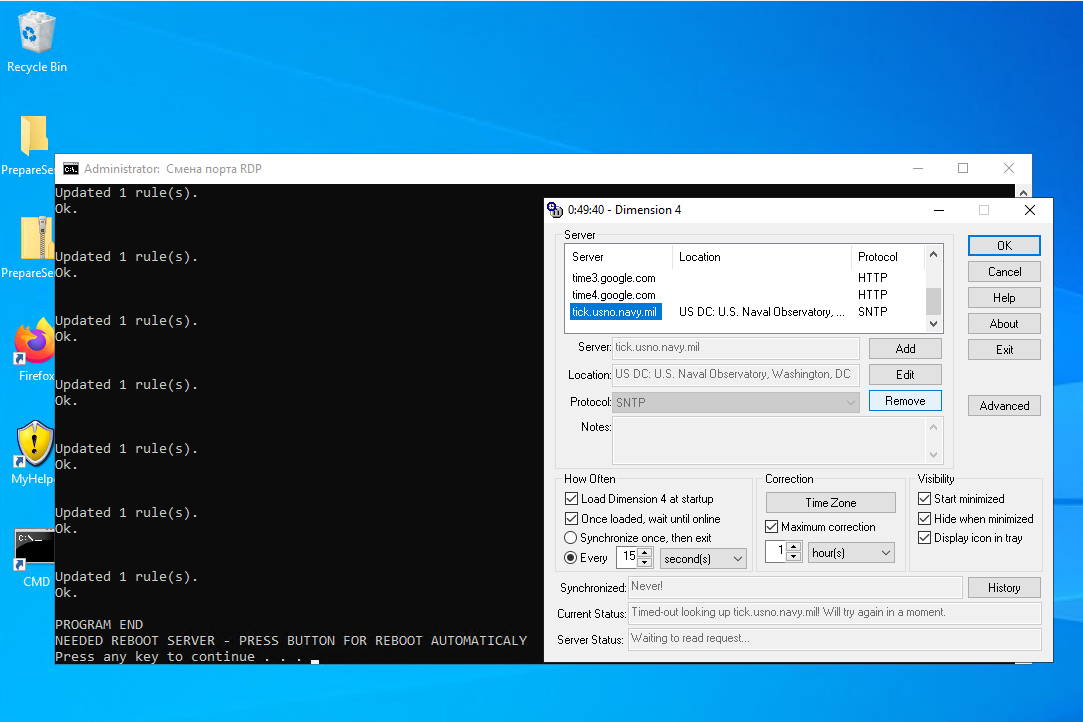 Recycle Bin
PrepareSe
PrepareSe
Firefox
MyHelp
CMD
Administrator: Смена порта RDP
Updated 1 rule(s).
Ok.
Updated 1 rule(s).
Ok.
Updated 1 rule(s).
Ok.
Updated 1 rule(s).
Ok.
Updated 1 rule(s).
Ok.
Updated 1 rule(s).
Ok.
Updated 1 rule(s).
Ok.
PROGRAM END
NEEDED REBOOT SERVER - PRESS BUTTON FOR REBOOT AUTOMATICALY
Press any key to continue . . .
0:49:40 - Dimension 4
Server
Server Location Protocol
time3.google.com HTTP
time4.google.com HTTP
tick.usno.navy.mil US DC: U.S. Naval Observatory, ... SNTP
Server: tick.usno.navy.mil
Location: US DC: U.S. Naval Observatory, Washington, DC
Protocol: SNTP
Notes:
Add
Edit
Remove
OK
Cancel
Help
About
Exit
Advanced
How Often
Load Dimension 4 at startup
Once loaded, wait until online
Synchronize once, then exit
Every 15 second(s)
Correction
Time Zone
Maximum correction
1 hour(s)
Visibility
Start minimized
Hide when minimized
Display icon in tray
Synchronized: Never!
History
Current Status: Timed-out looking up tick.usno.navy.mil! Will try again in a moment.
Server Status: Waiting to read request...